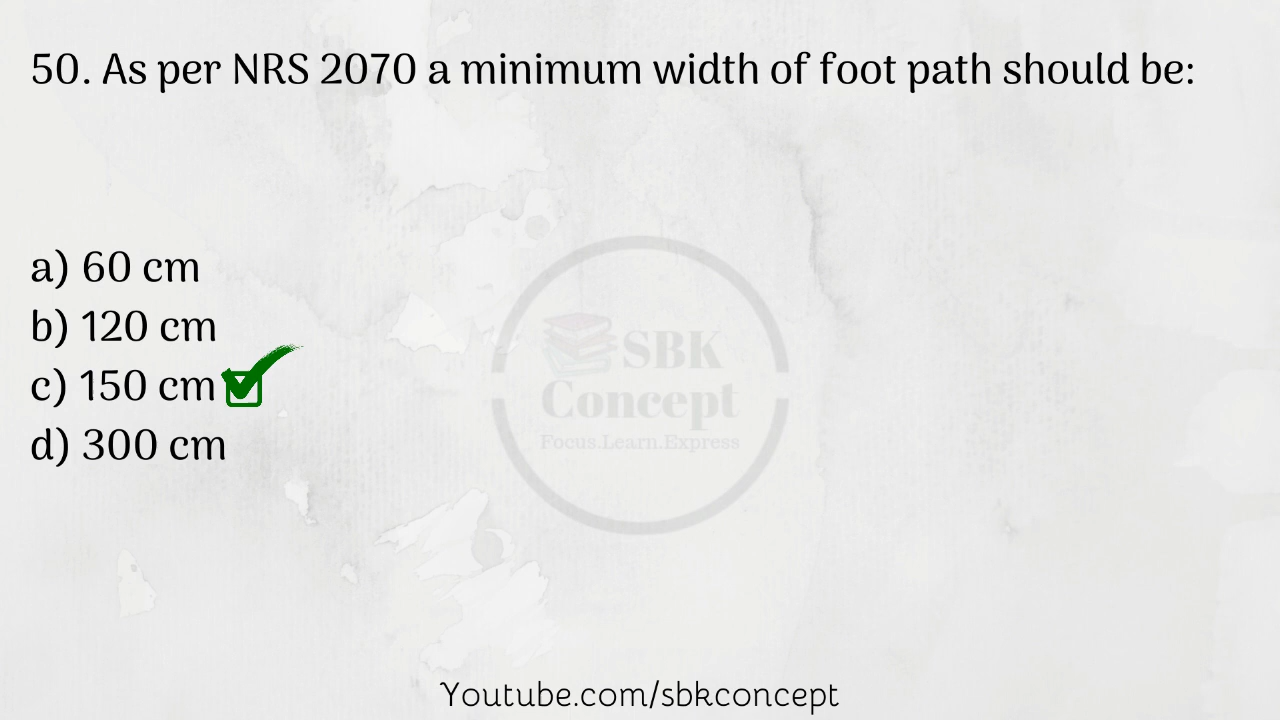 50. As per NRS 2070 a minimum width of foot path should be:
a) 60 cm
b) 120 cm
c) 150 cm
d) 300 cm
SBK
Concept
Focus.Learn.Express
Youtube.com/sbkconcept